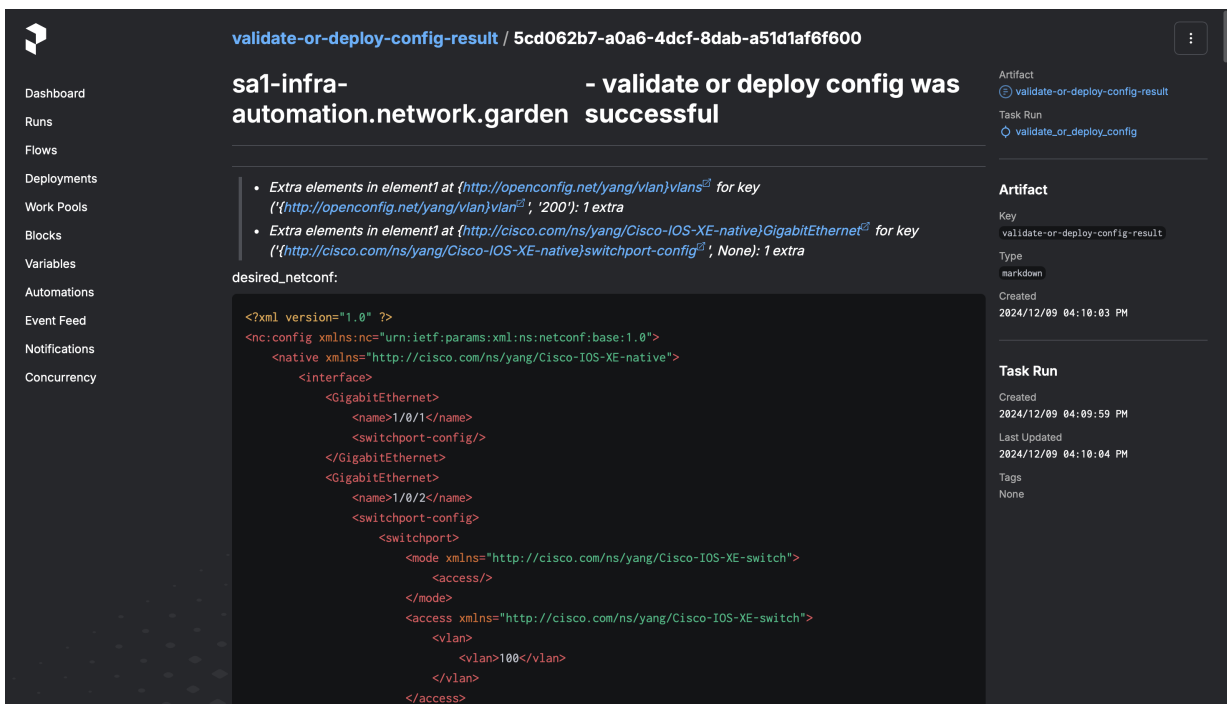 validate-or-deploy-config-result / 5cd062b7-a0a6-4dcf-8dab-a51d1af6f600
Dashboard
Runs
Flows
Deployments
Work Pools
Blocks
Variables
Automations
Event Feed
Notifications
Concurrency
sa1-infra-
automation.network.garden
- validate or deploy config was
successful
• Extra elements in element1 at {http://openconfig.net/yang/vlan}vlans for key
('{http://openconfig.net/yang/vlan}vlan ', '200'): 1 extra
• Extra elements in element1 at {http://cisco.com/ns/yang/Cisco-IOS-XE-native}GigabitEthernet for key
('{http://cisco.com/ns/yang/Cisco-IOS-XE-native}switchport-config ', None): 1 extra
desired_netconf:
<?xml version="1.0" ?>
<nc:config xmlns:nc="urn:ietf:params:xml:ns:netconf:base:1.0">
<native xmlns="http://cisco.com/ns/yang/Cisco-IOS-XE-native">
<interface>
<GigabitEthernet>
<name>1/0/1</name>
<switchport-config/>
</GigabitEthernet>
<GigabitEthernet>
<name>1/0/2</name>
<switchport-config>
<switchport>
<mode xmlns="http://cisco.com/ns/yang/Cisco-IOS-XE-switch">
<access/>
</mode>
<access xmlns="http://cisco.com/ns/yang/Cisco-IOS-XE-switch">
<vlan>
<vlan>100</vlan>
</vlan>
</access>
Artifact
validate-or-deploy-config-result
Task Run
validate_or_deploy_config
Artifact
Key
validate-or-deploy-config-result
Type
markdown
Created
2024/12/09 04:10:03 PM
Task Run
Created
2024/12/09 04:09:59 PM
Last Updated
2024/12/09 04:10:04 PM
Tags
None